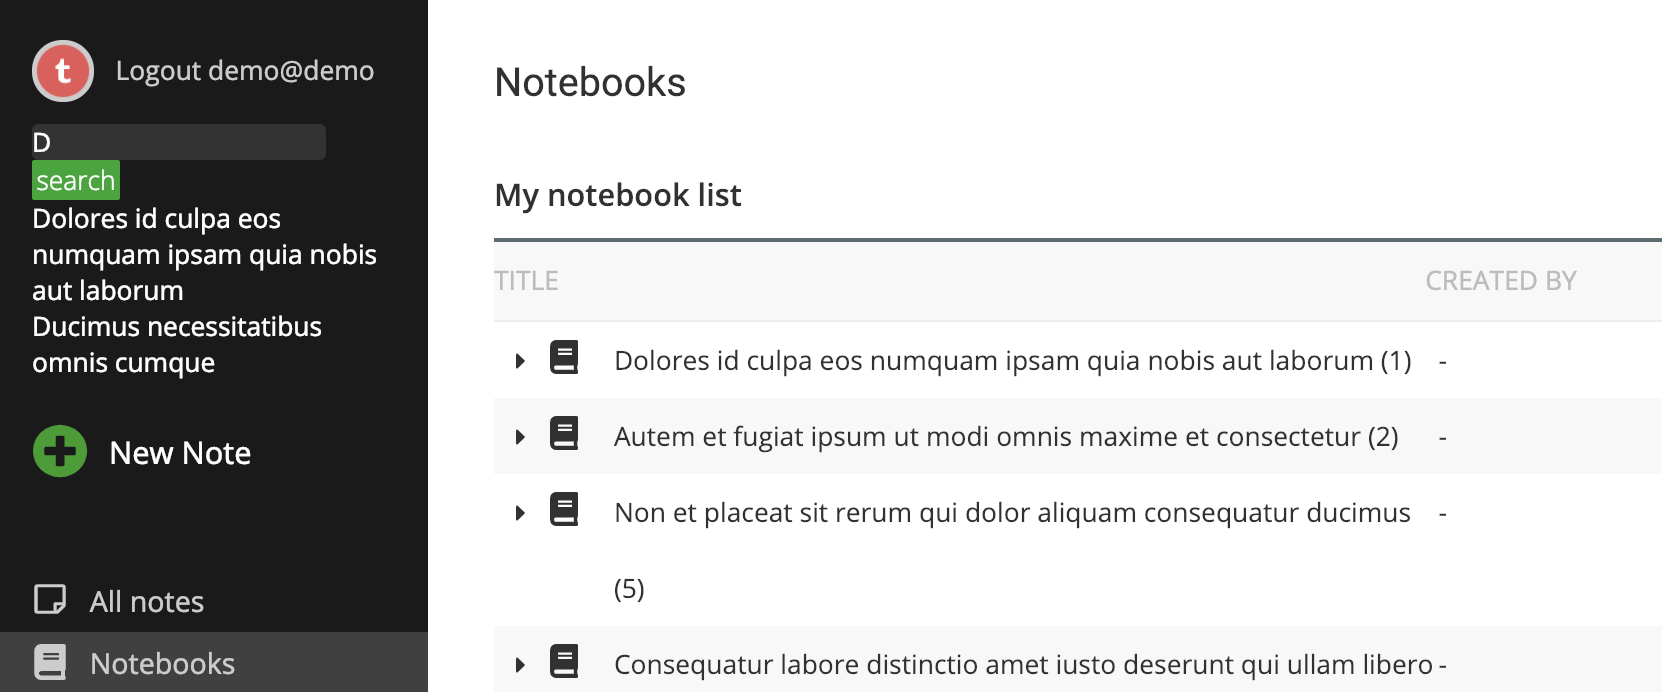 t
Logout demo@demo
D
search
Dolores id culpa eos
numquam ipsam quia nobis
aut laborum
Ducimus necessitatibus
omnis cumque
New Note
All notes
Notebooks
Notebooks
My notebook list
TITLE CREATED BY
Dolores id culpa eos numquam ipsam quia nobis aut laborum (1) -
Autem et fugiat ipsum ut modi omnis maxime et consectetur (2) -
Non et placeat sit rerum qui dolor aliquam consequatur ducimus -
(5)
Consequatur labore distinctio amet iusto deserunt qui ullam libero -